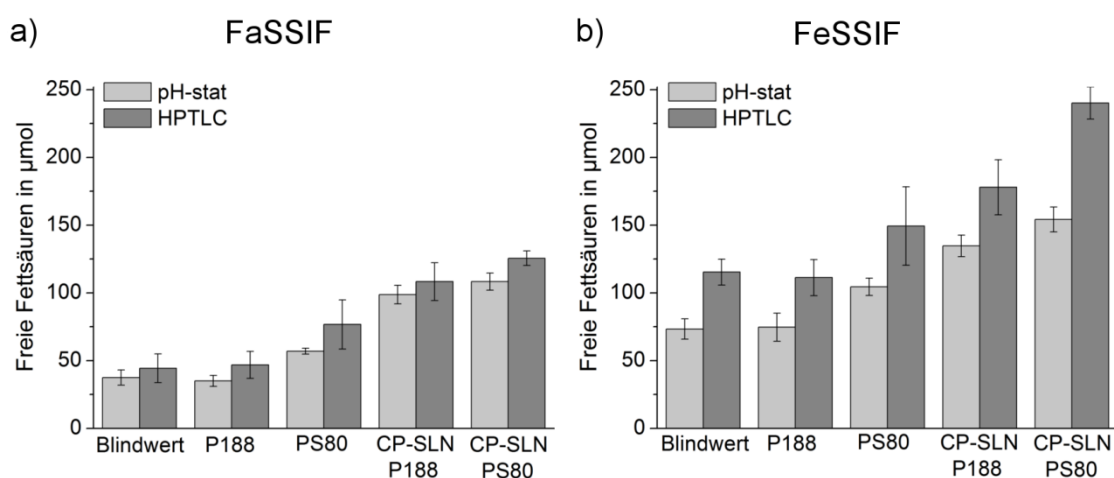 a) FaSSIF
250
200
150
100
50
0
Freie Fettsäuren in µmol
pH-stat
HPTLC
Blindwert P188 PS80 CP-SLN CP-SLN
P188 PS80
b) FeSSIF
250
200
150
100
50
0
Freie Fettsäuren in µmol
pH-stat
HPTLC
Blindwert P188 PS80 CP-SLN CP-SLN
P188 PS80